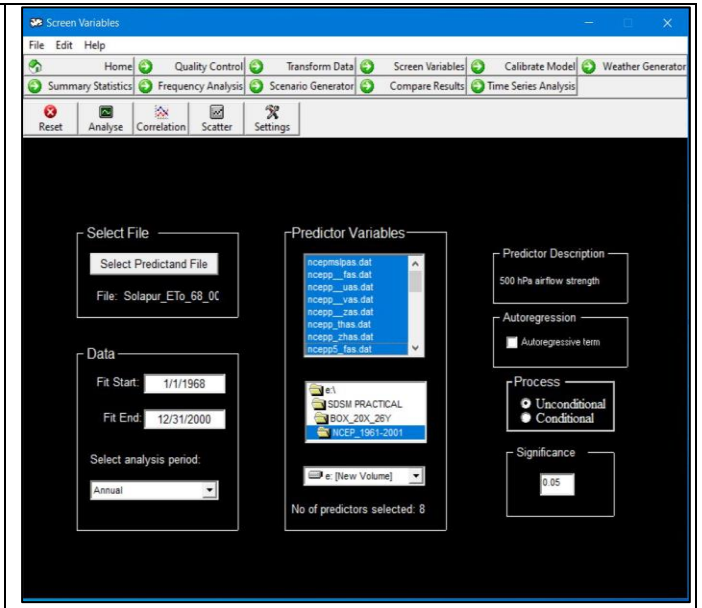 Screen Variables
File Edit Help
Home Quality Control Transform Data Screen Variables Calibrate Model Weather Generator
Summary Statistics Frequency Analysis Scenario Generator Compare Results Time Series Analysis
Reset Analyse Correlation Scatter Settings
Select File
Select Predictand File
File: Solapur_ETo_68_0C
Data
Fit Start: 1/1/1968
Fit End: 12/31/2000
Select analysis period:
Annual
Predictor Variables
ncepmslpas.dat
ncepp__fas.dat
ncepp__uas.dat
ncepp__vas.dat
ncepp__zas.dat
ncepp_thas.dat
ncepp_zhas.dat
ncepp5_fas.dat
e:\
SDSM PRACTICAL
BOX_20X_26Y
NCEP_1961-2001
e: [New Volume]
No of predictors selected: 8
Predictor Description
500 hPa airflow strength
Autoregression
Autoregressive term
Process
Unconditional
Conditional
Significance
0.05